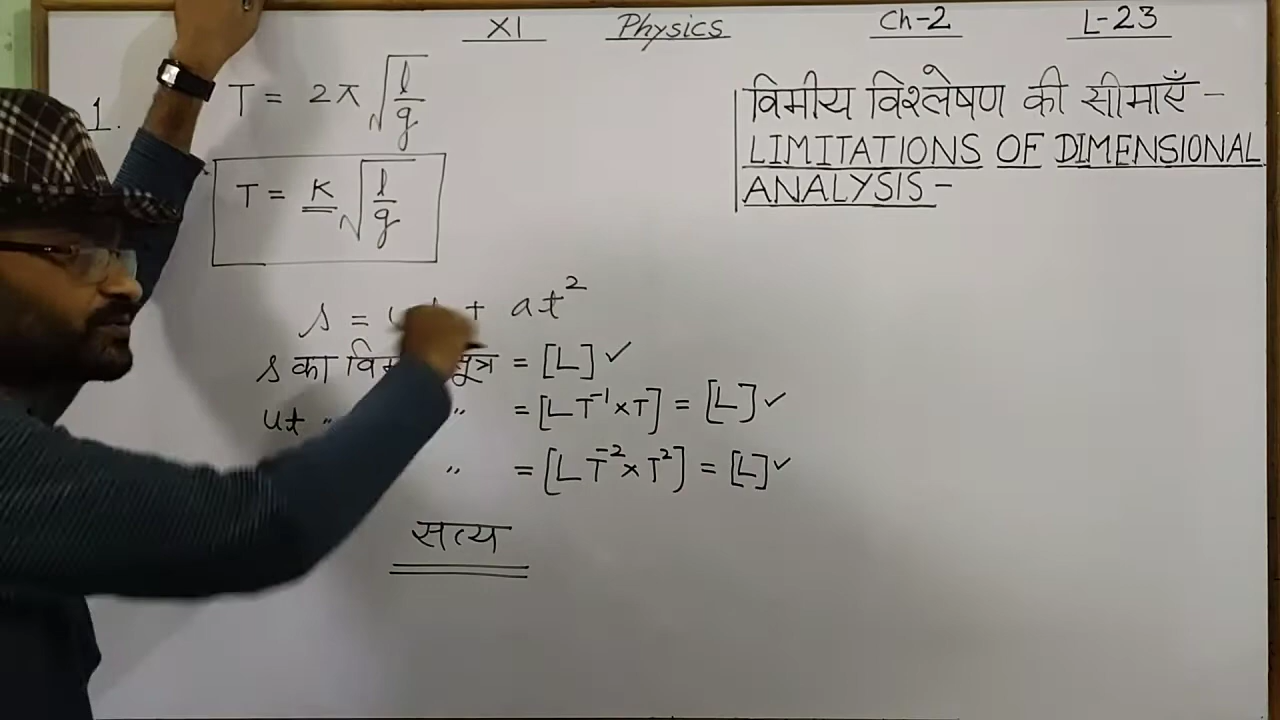 XI Physics Ch-2 L-23
1.
T = 2π √(l/g)
T = K √(l/g)
s = + at²
s का सूत्र = [L] ✓
ut " " = [LT⁻¹×T] = [L] ✓
" = [LT⁻²×T²] = [L] ✓
सत्य
विमीय विश्लेषण की सीमाएँ -
LIMITATIONS OF DIMENSIONAL
ANALYSIS -